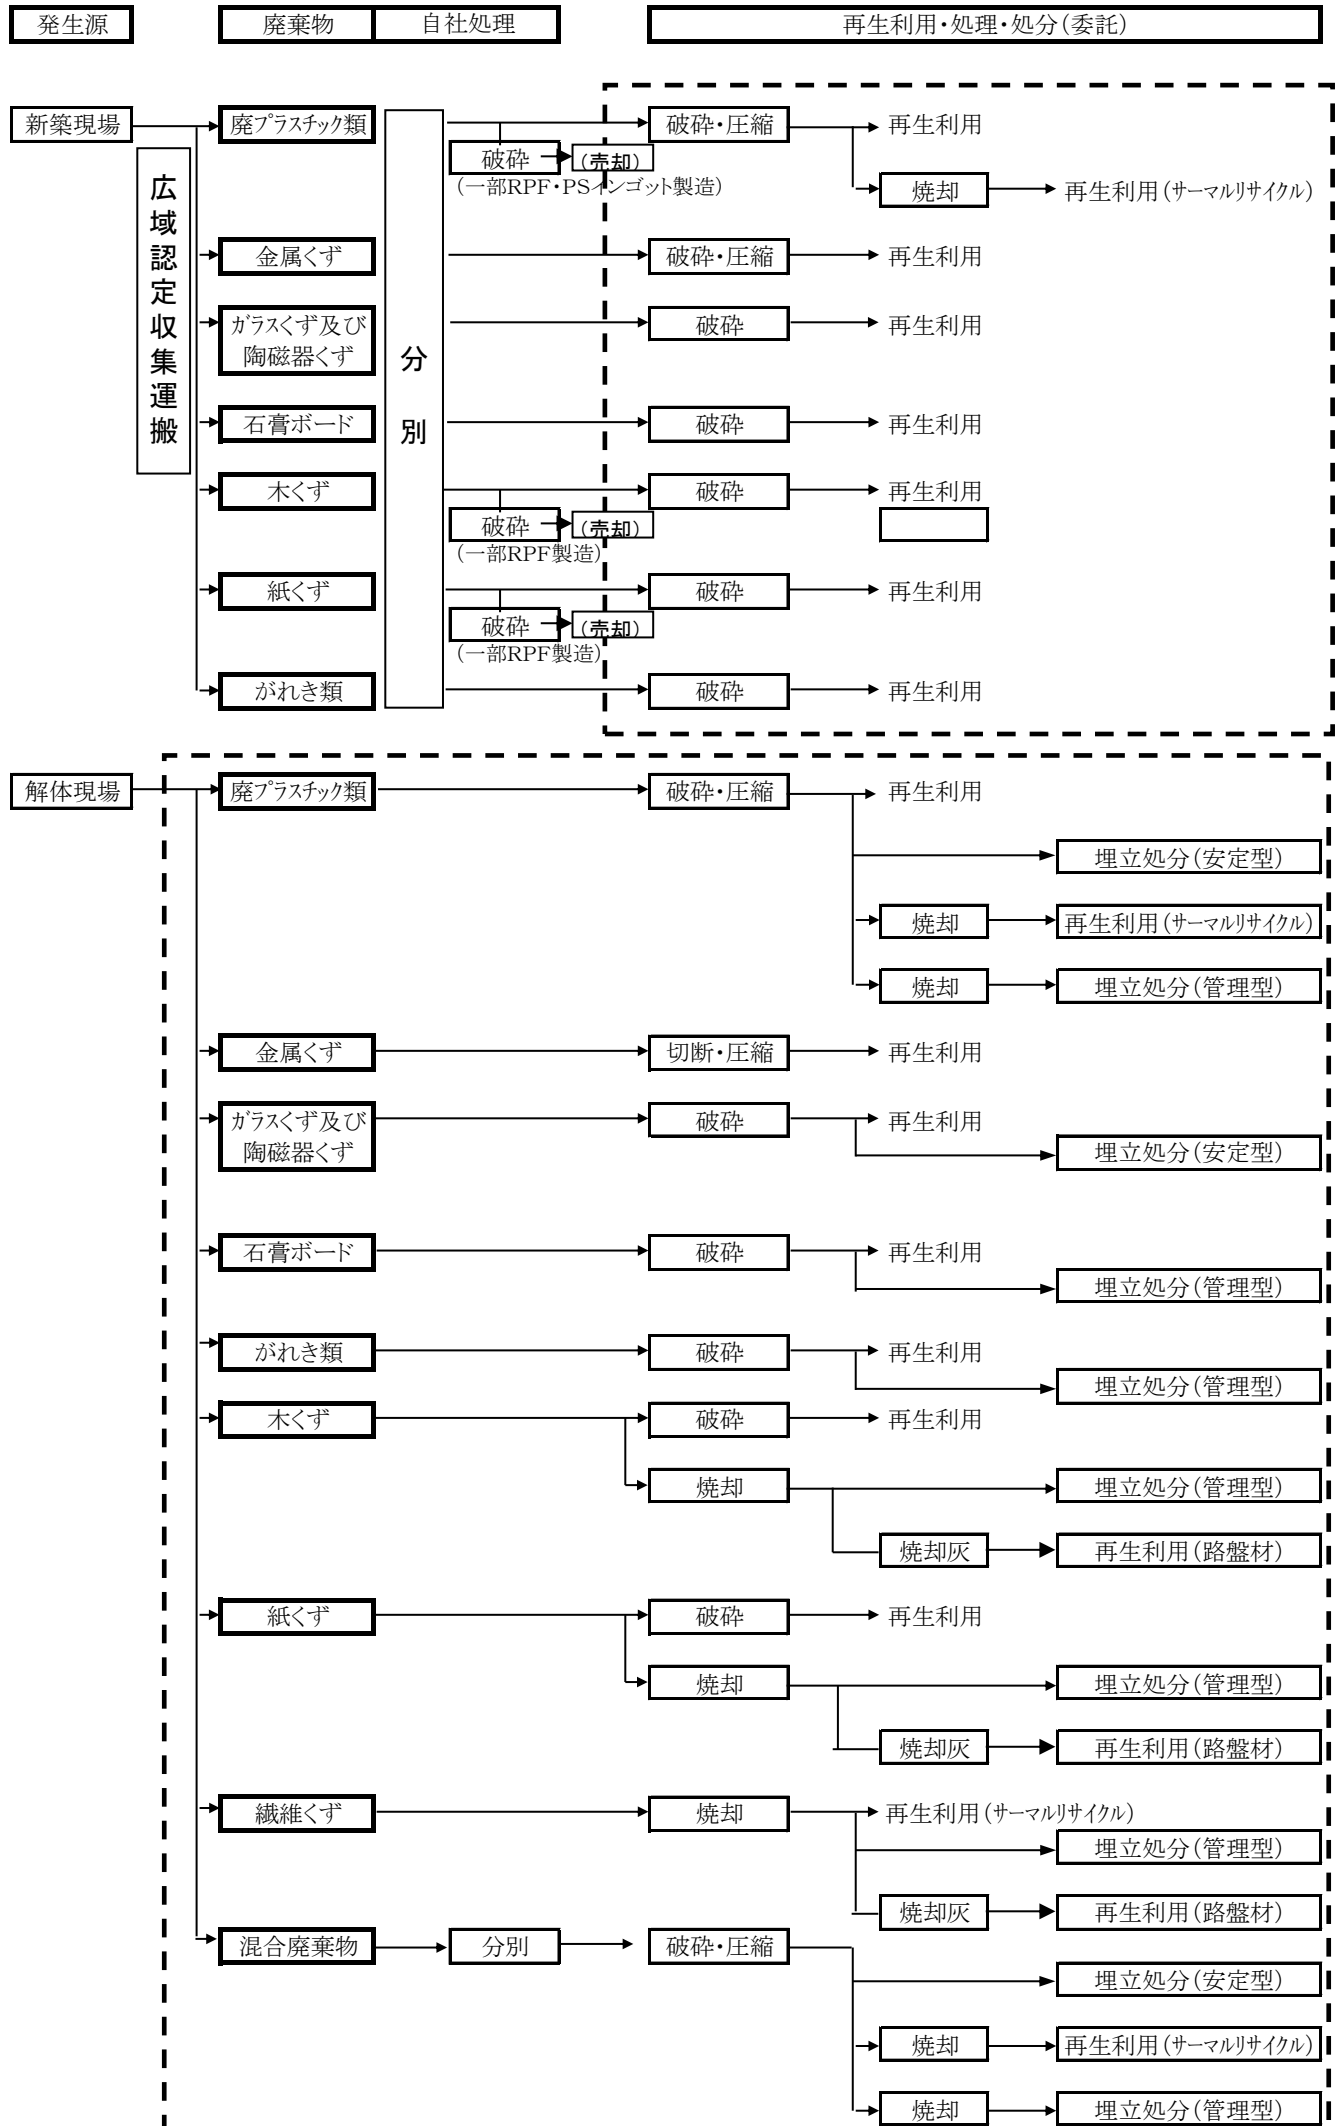 発生源 廃棄物 自社処理 再生利用・処理・処分(委託)
新築現場 廃プラスチック類 破砕・圧縮 再生利用
破砕 (売却)
(一部RPF・PSインゴット製造)
焼却 再生利用(サーマルリサイクル)
広域認定収集運搬
分別
金属くず 破砕・圧縮 再生利用
ガラスくず及び
陶磁器くず
破砕 再生利用
石膏ボード 破砕 再生利用
木くず 破砕 再生利用
破砕 (売却)
(一部RPF製造)
紙くず 破砕 再生利用
破砕 (売却)
(一部RPF製造)
がれき類 破砕 再生利用
解体現場 廃プラスチック類 破砕・圧縮 再生利用
埋立処分(安定型)
焼却 再生利用(サーマルリサイクル)
焼却 埋立処分(管理型)
金属くず 切断・圧縮 再生利用
ガラスくず及び
陶磁器くず
破砕 再生利用
埋立処分(安定型)
石膏ボード 破砕 再生利用
埋立処分(管理型)
がれき類 破砕 再生利用
埋立処分(管理型)
木くず 破砕 再生利用
焼却 埋立処分(管理型)
焼却灰 再生利用(路盤材)
紙くず 破砕 再生利用
焼却 埋立処分(管理型)
焼却灰 再生利用(路盤材)
繊維くず 焼却 再生利用(サーマルリサイクル)
埋立処分(管理型)
焼却灰 再生利用(路盤材)
混合廃棄物 分別 破砕・圧縮
埋立処分(安定型)
焼却 再生利用(サーマルリサイクル)
焼却 埋立処分(管理型)